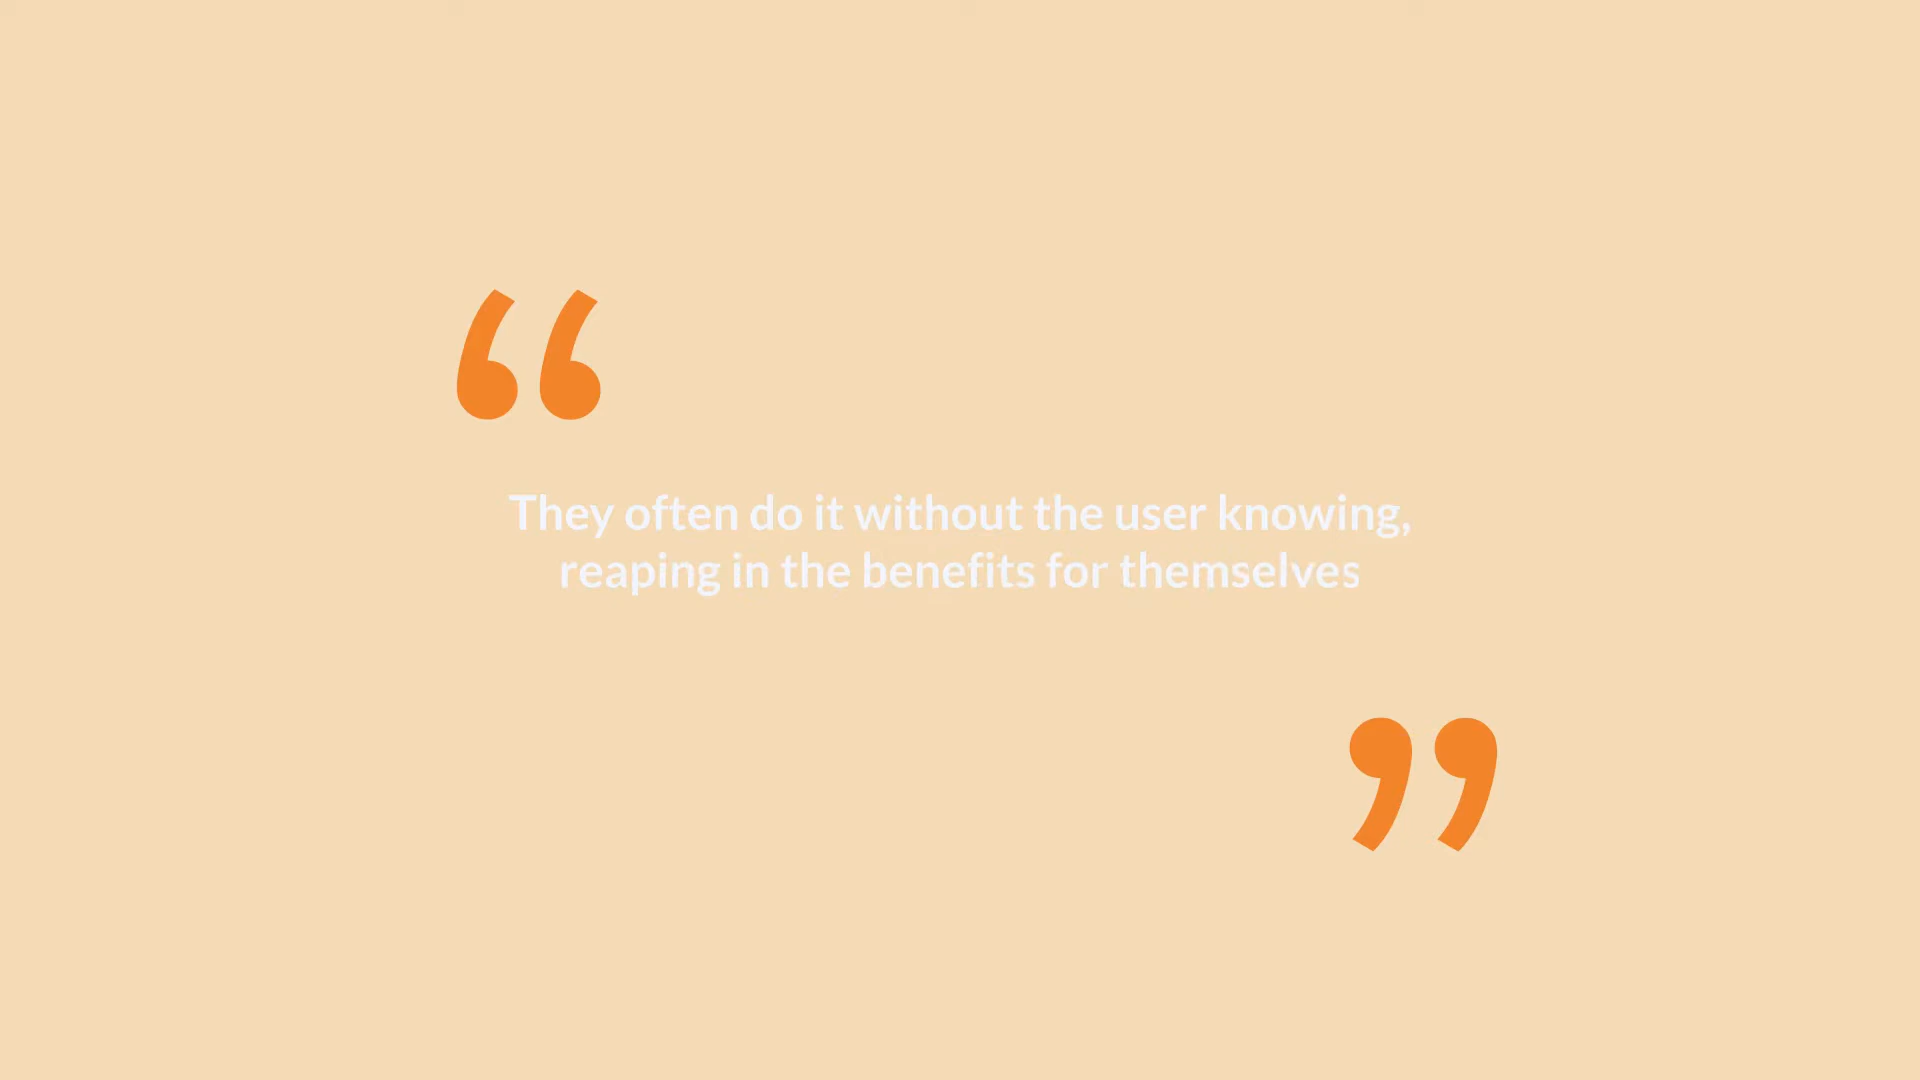 “
They often do it without the user knowing,
reaping in the benefits for themselves
”